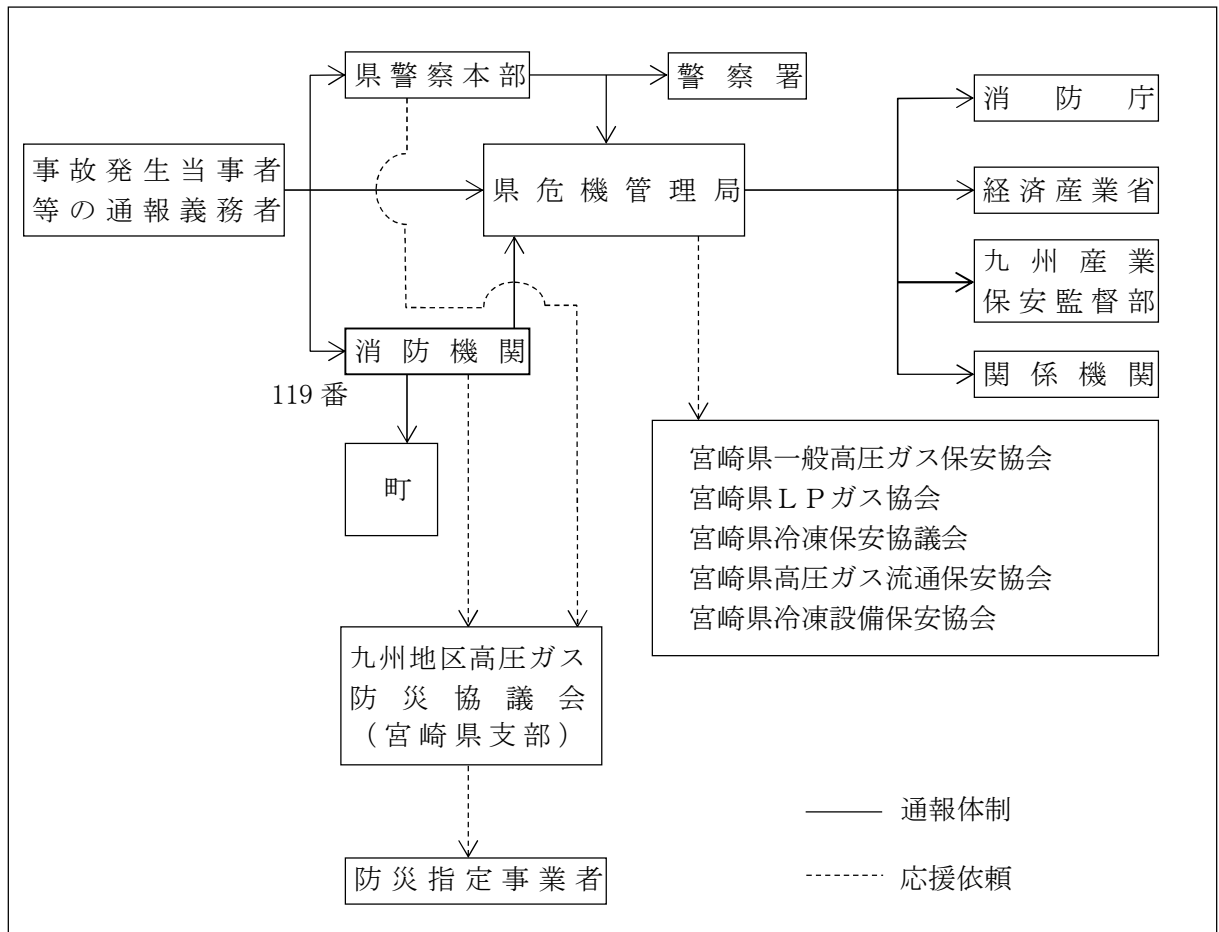 県警察本部
警察署
消防庁
事故発生当事者
等の通報義務者
県危機管理局
経済産業省
九州産業
保安監督部
消防機関
119番
関係機関
町
宮崎県一般高圧ガス保安協会
宮崎県ＬＰガス協会
宮崎県冷凍保安協議会
宮崎県高圧ガス流通保安協会
宮崎県冷凍設備保安協会
九州地区高圧ガス
防災協議会
（宮崎県支部）
防災指定事業者
通報体制
応援依頼